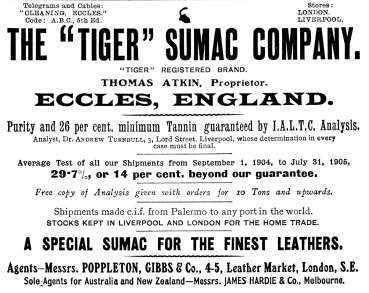 Telegrams and Cables:
"CLEANING, ECCLES."
Code: A.B.C., 5th Ed.
Stores:
LONDON.
LIVERPOOL.
THE "TIGER" SUMAC COMPANY.
"TIGER" REGISTERED BRAND.
THOMAS ATKIN, Proprietor.
ECCLES, ENGLAND.
Purity and 26 per cent. minimum Tannin guaranteed by I.A.L.T.C. Analysis.
Analyst, Dr. ANDREW TURNBULL, 3, Lord Street, Liverpool, whose determination in every
case must be final.
Average Test of all our Shipments from September 1, 1904, to July 31, 1905,
29·7%, or 14 per cent. beyond our guarantee.
Free copy of Analysis given with orders for 10 Tons and upwards.
Shipments made c.i.f. from Palermo to any port in the world.
STOCKS KEPT IN LIVERPOOL AND LONDON FOR THE HOME TRADE.
A SPECIAL SUMAC FOR THE FINEST LEATHERS.
Agents—Messrs. POPPLETON, GIBBS & Co., 4-5, Leather Market, London, S.E.
Sole Agents for Australia and New Zealand—Messrs. JAMES HARDIE & Co., Melbourne.